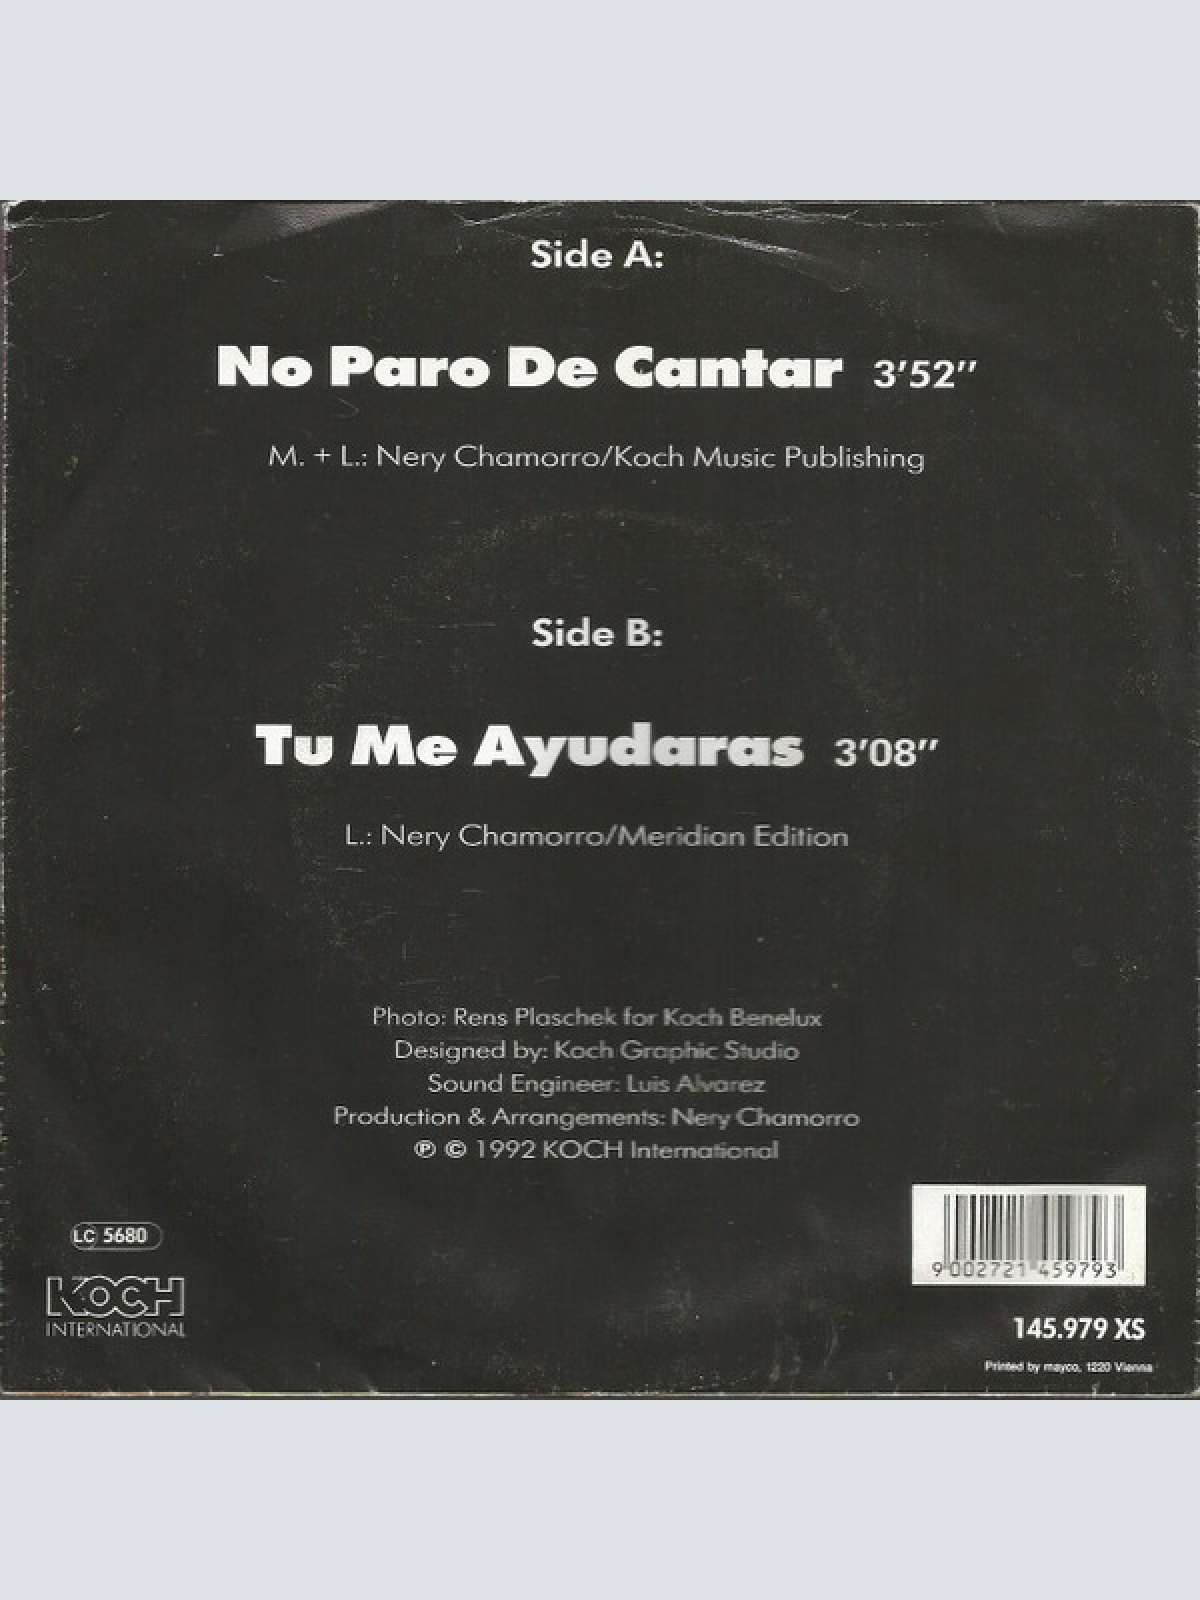 Side A:
No Paro De Cantar 3'52''
M. + L.: Nery Chamorro/Koch Music Publishing
Side B:
Tu Me Ayudaras 3'08''
L.: Nery Chamorro/Meridian Edition
Photo: Rens Plaschek for Koch Benelux
Designed by: Koch Graphic Studio
Sound Engineer: Luis Alvarez
Production & Arrangements: Nery Chamorro
℗ © 1992 KOCH International
LC 5680
KOCH
INTERNATIONAL
9 002721 459793
145.979 XS
Printed by mayco, 1220 Vienna